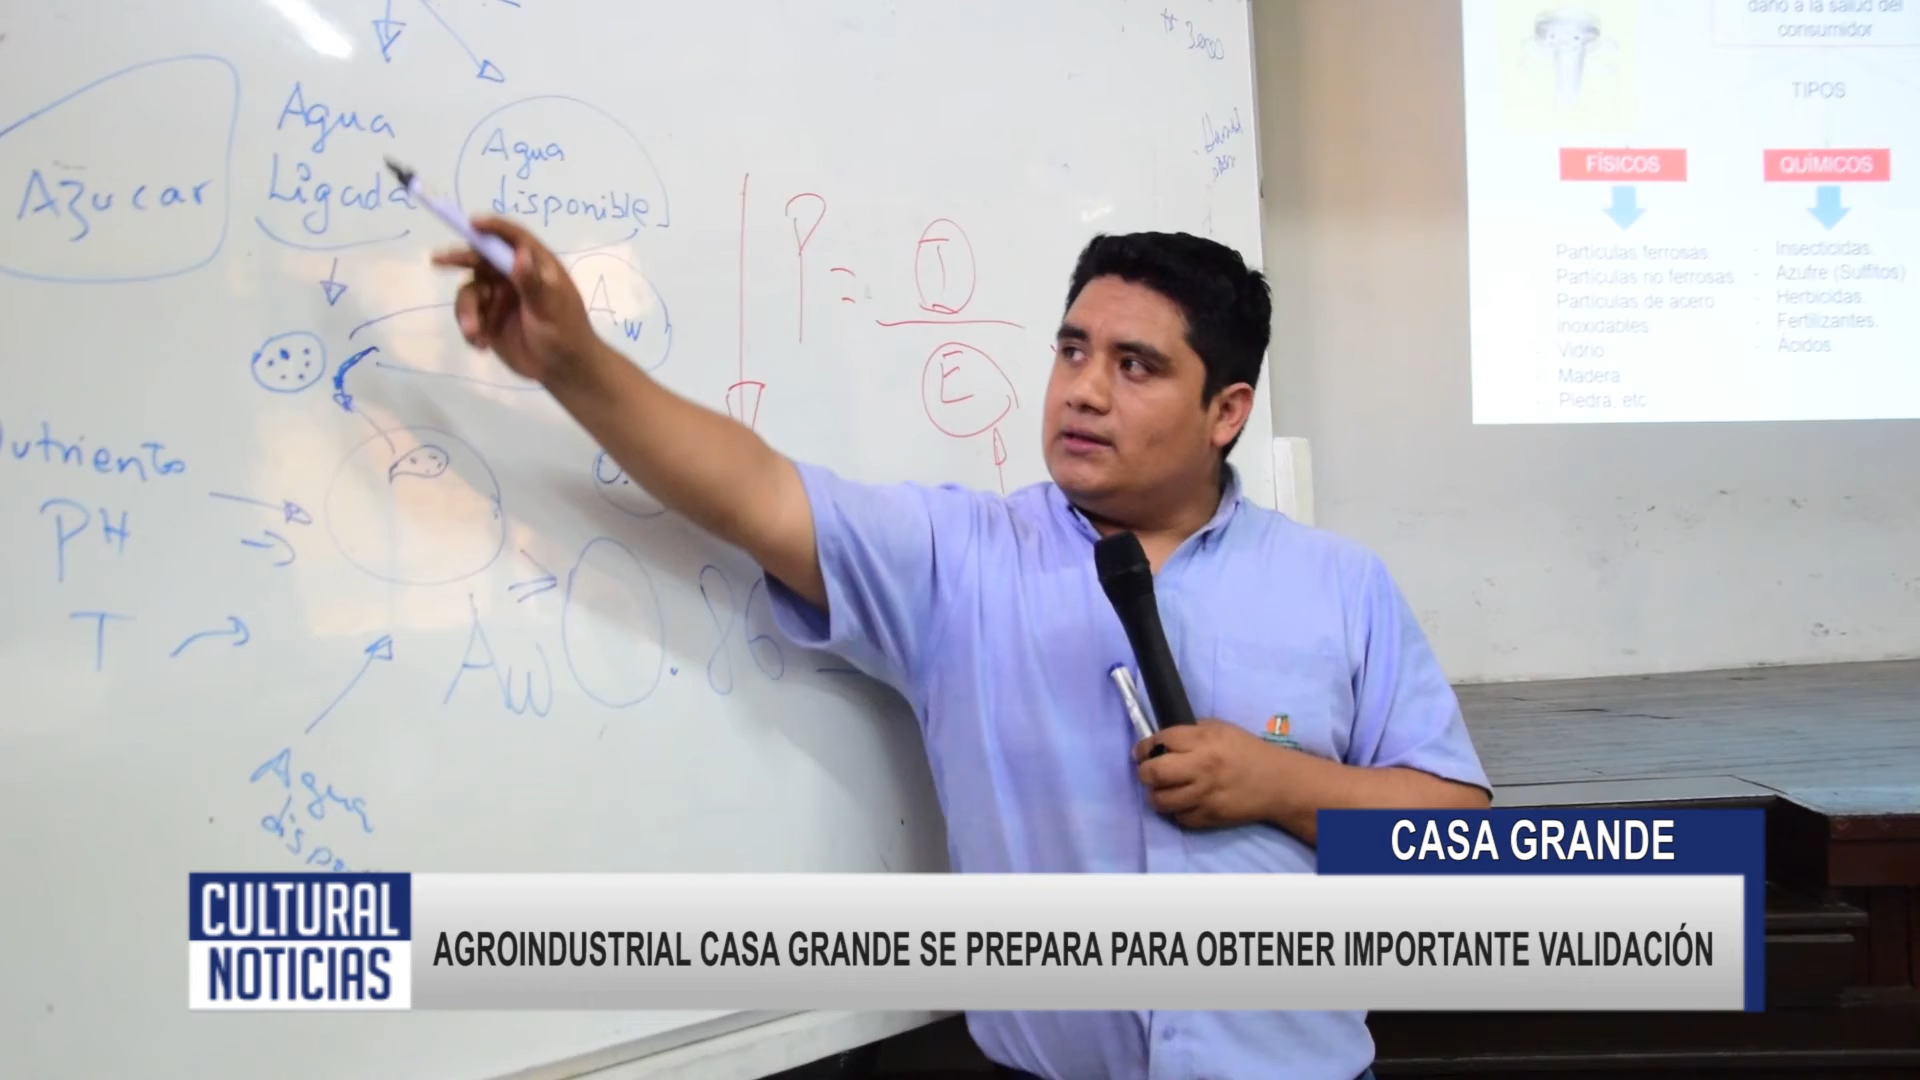 Azucar
Agua
Ligada
Agua
disponible
Aw
P = I
E
Nutriento
PH
T
Aw = 0.86
Agua
daño a la salud del
consumidor
TIPOS
FÍSICOS
Partículas ferrosas.
Partículas no ferrosas
Partículas de acero
inoxidables
- Vidrio
- Madera
- Piedra, etc
QUÍMICOS
- Insecticidas.
- Azufre (Sulfitos)
- Herbicidas.
- Fertilizantes.
- Ácidos
CASA GRANDE
CULTURAL
NOTICIAS
AGROINDUSTRIAL CASA GRANDE SE PREPARA PARA OBTENER IMPORTANTE VALIDACIÓN